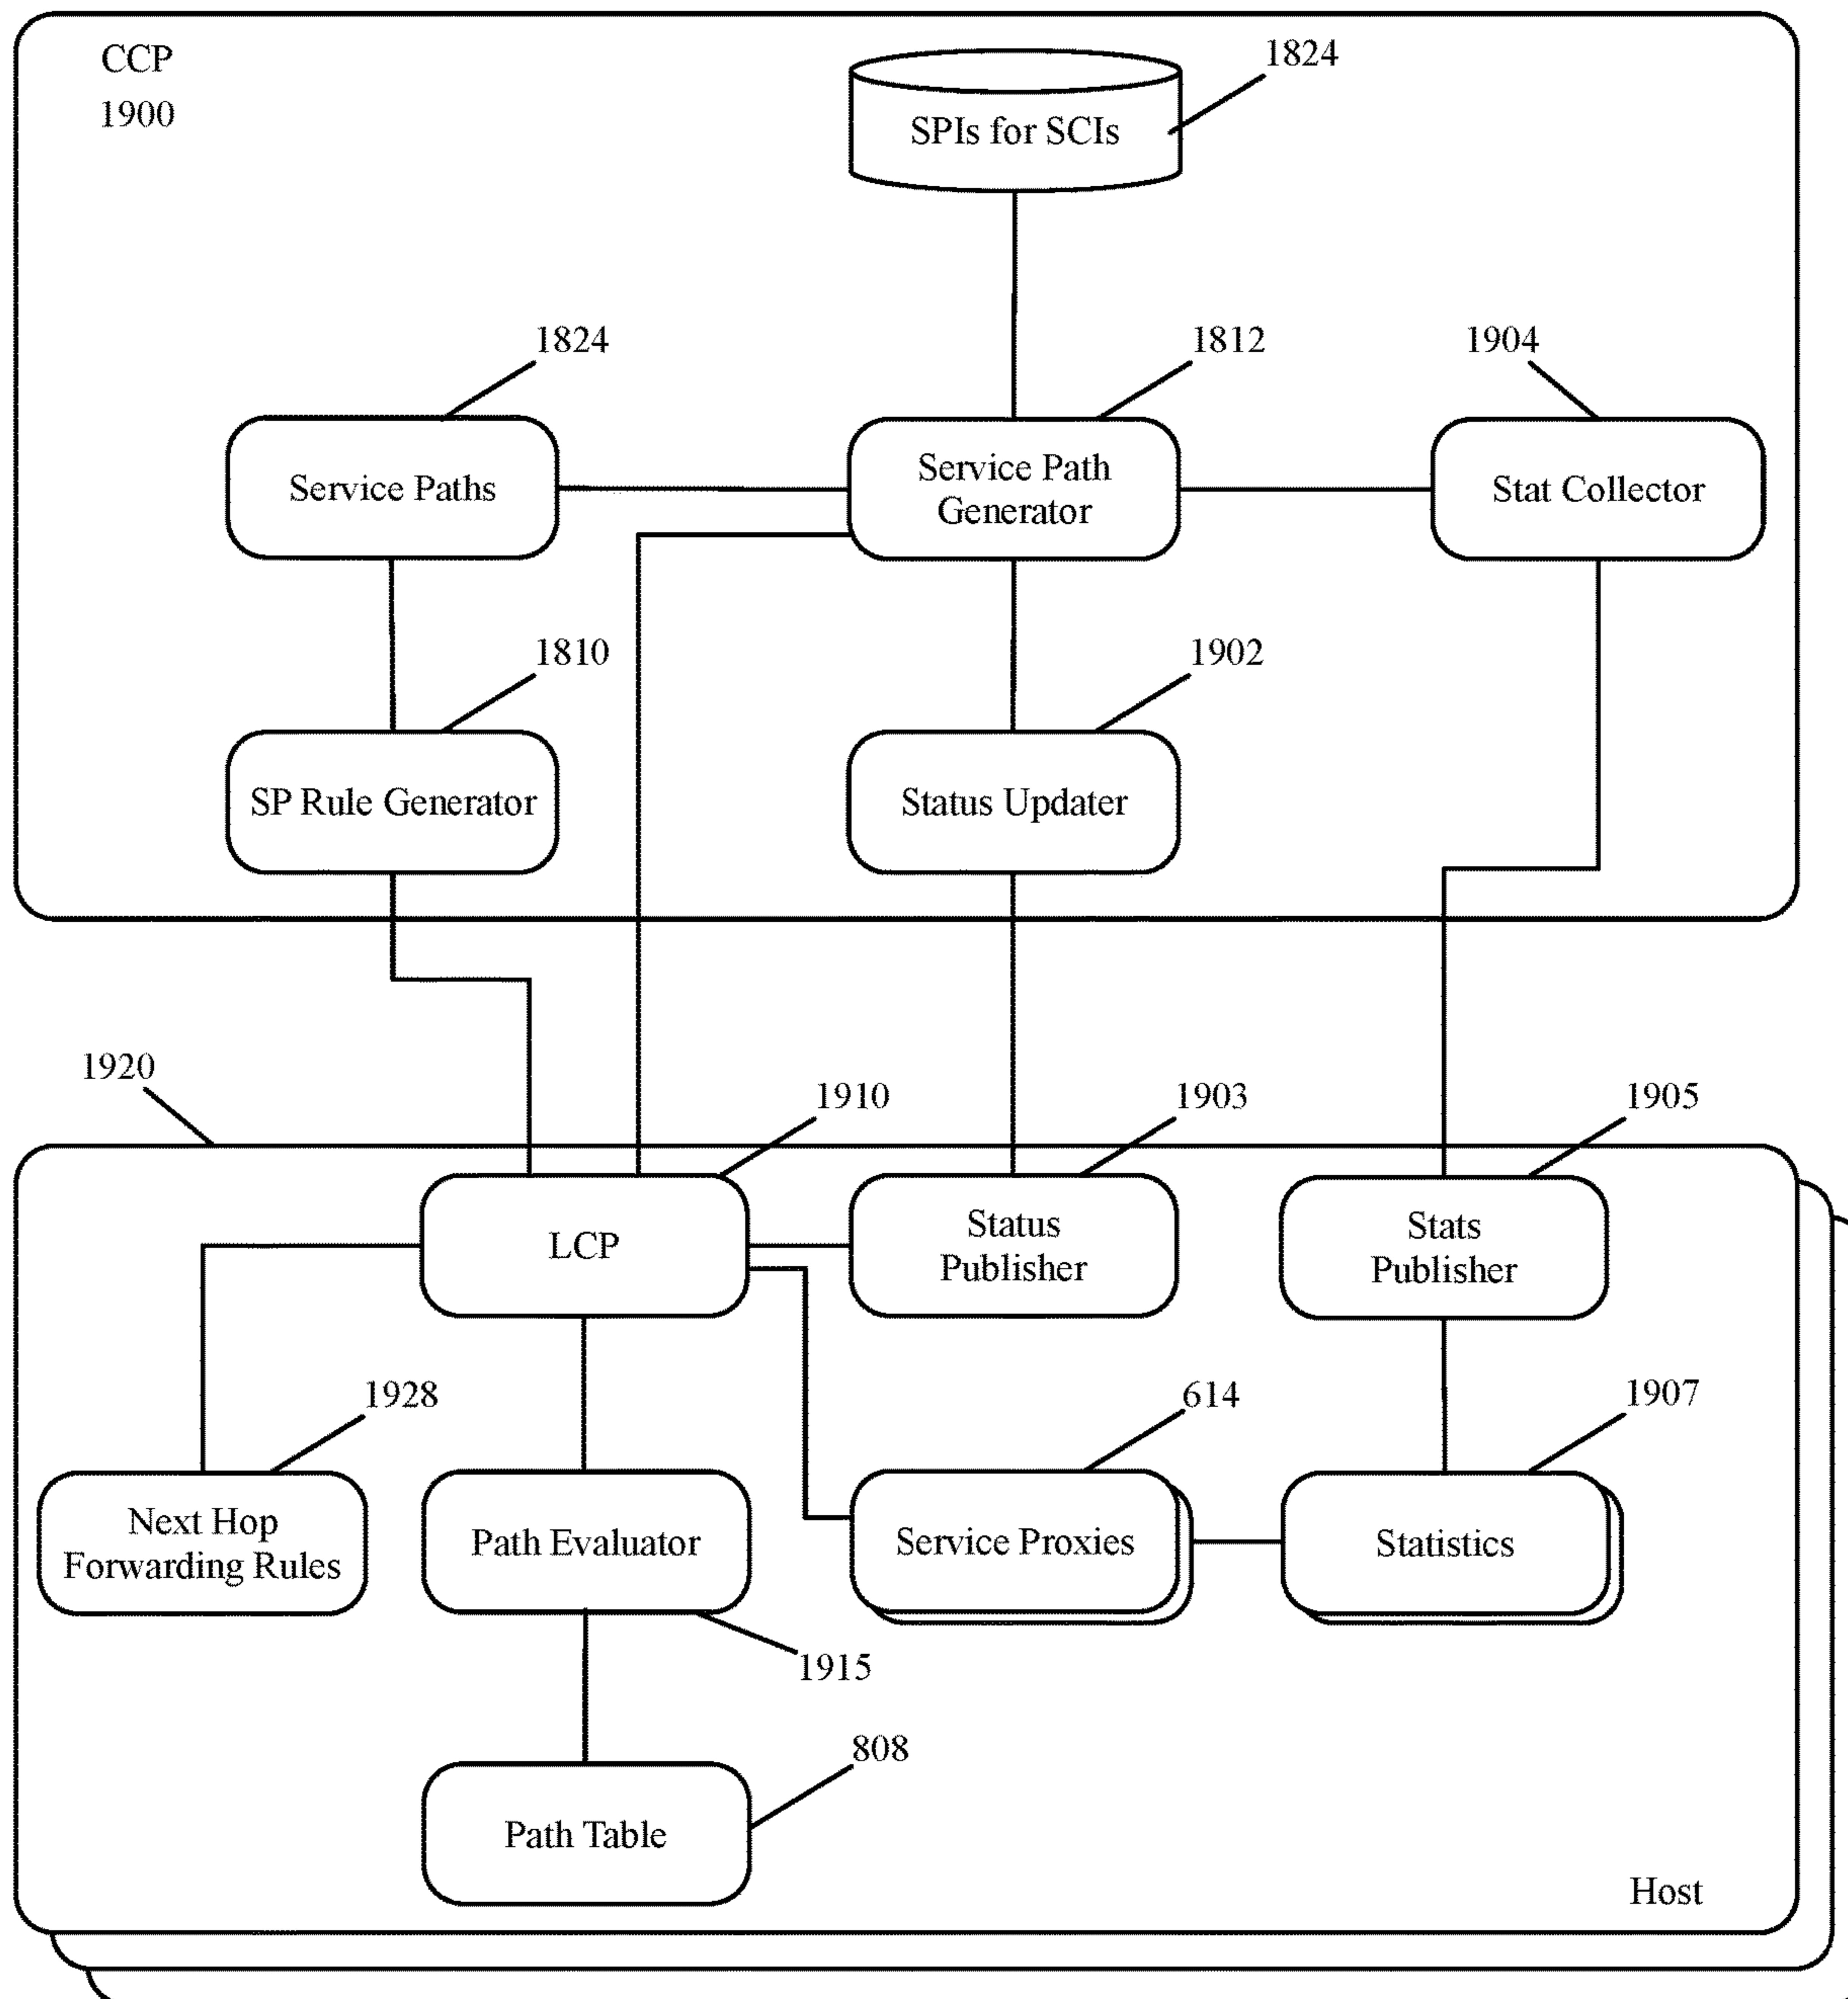 CCP
1900
1824
SPIs for SCIs
1824
1812
1904
Service Paths
Service Path
Generator
Stat Collector
1810
1902
SP Rule Generator
Status Updater
1920
1910
1903
1905
LCP
Status
Publisher
Stats
Publisher
1928
614
1907
Next Hop
Forwarding Rules
Path Evaluator
Service Proxies
Statistics
1915
808
Path Table
Host